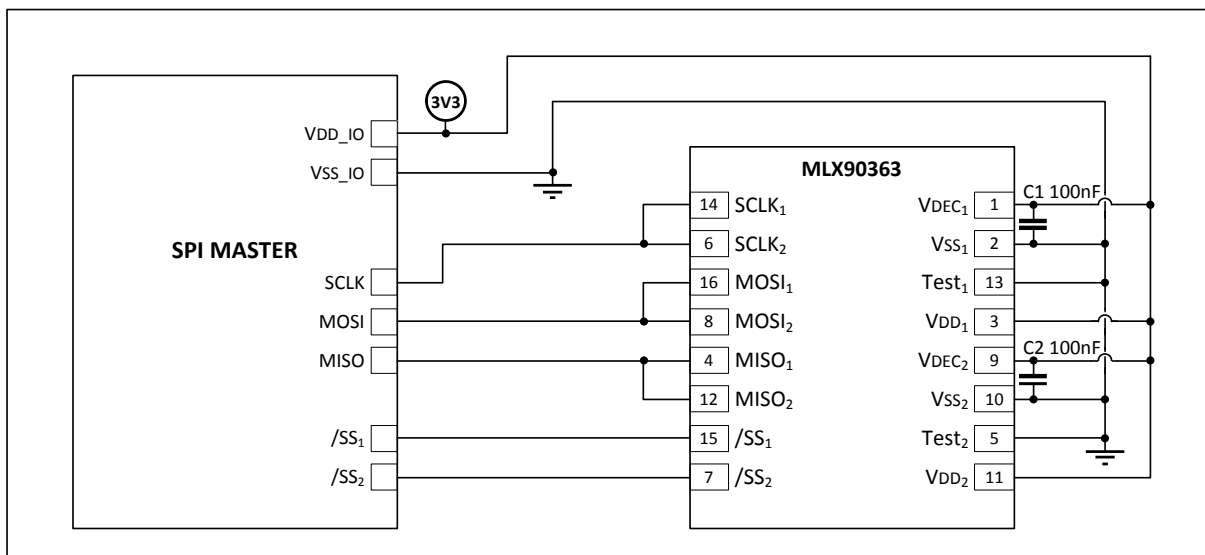 3V3
VDD_IO
VSS_IO
SPI MASTER
SCLK
MOSI
MISO
/SS1
/SS2
MLX90363
14 SCLK1
6 SCLK2
16 MOSI1
8 MOSI2
4 MISO1
12 MISO2
15 /SS1
7 /SS2
VDEC1 1 C1 100nF
VSS1 2
Test1 13
VDD1 3
VDEC2 9 C2 100nF
VSS2 10
Test2 5
VDD2 11